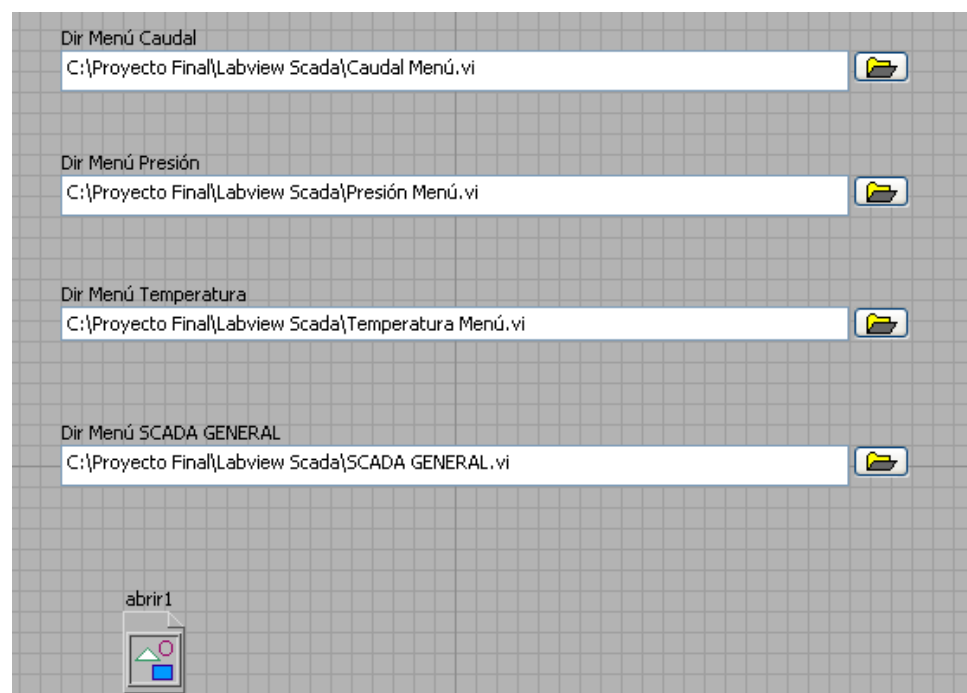 Dir Menú Caudal
C:\Proyecto Final\Labview Scada\Caudal Menú.vi
Dir Menú Presión
C:\Proyecto Final\Labview Scada\Presión Menú.vi
Dir Menú Temperatura
C:\Proyecto Final\Labview Scada\Temperatura Menú.vi
Dir Menú SCADA GENERAL
C:\Proyecto Final\Labview Scada\SCADA GENERAL.vi
abrir1